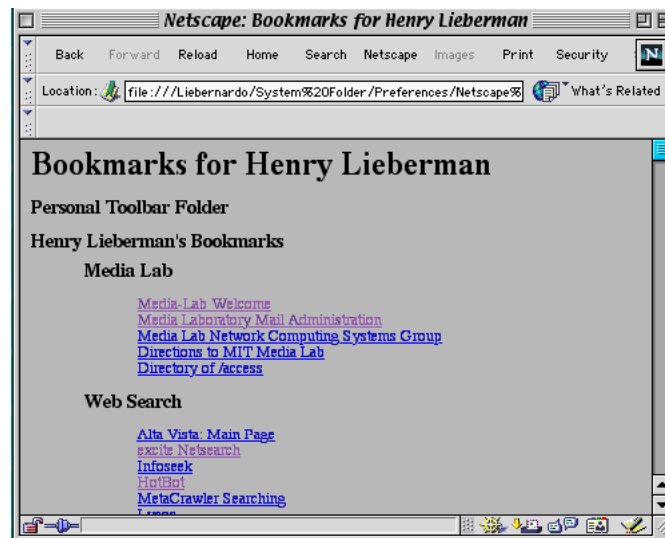 Netscape: Bookmarks for Henry Lieberman
Back Forward Reload Home Search Netscape Images Print Security N
Location: file:///Liebernardo/System%20Folder/Preferences/Netscape% What's Related
Bookmarks for Henry Lieberman
Personal Toolbar Folder
Henry Lieberman's Bookmarks
Media Lab
Media-Lab Welcome
Media Laboratory Mail Administration
Media Lab Network Computing Systems Group
Directions to MIT Media Lab
Directory of /access
Web Search
Alta Vista: Main Page
excite Netsearch
Infoseek
HotBot
MetaCrawler Searching